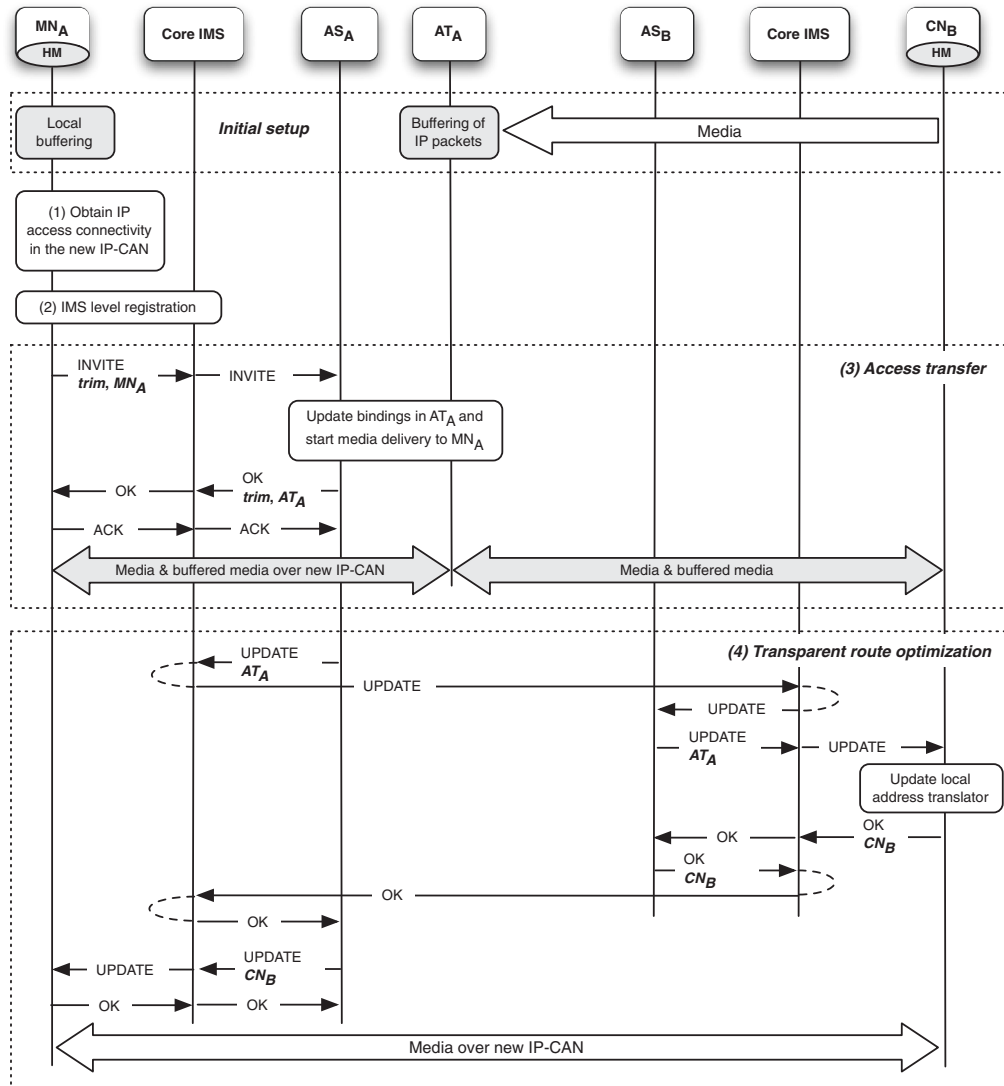 MNA
HM
Core IMS
ASA
ATA
ASB
Core IMS
CNB
HM
Local
buffering
Initial setup
Buffering of
IP packets
Media
(1) Obtain IP
access connectivity
in the new IP-CAN
(2) IMS level registration
(3) Access transfer
INVITE
trim, MNA
INVITE
Update bindings in ATA and
start media delivery to MNA
OK
OK
trim, ATA
ACK
ACK
Media & buffered media over new IP-CAN
Media & buffered media
(4) Transparent route optimization
UPDATE
ATA
UPDATE
UPDATE
UPDATE
ATA
UPDATE
Update local
address translator
OK
OK
CNB
OK
CNB
OK
OK
UPDATE
UPDATE
CNB
OK
OK
Media over new IP-CAN